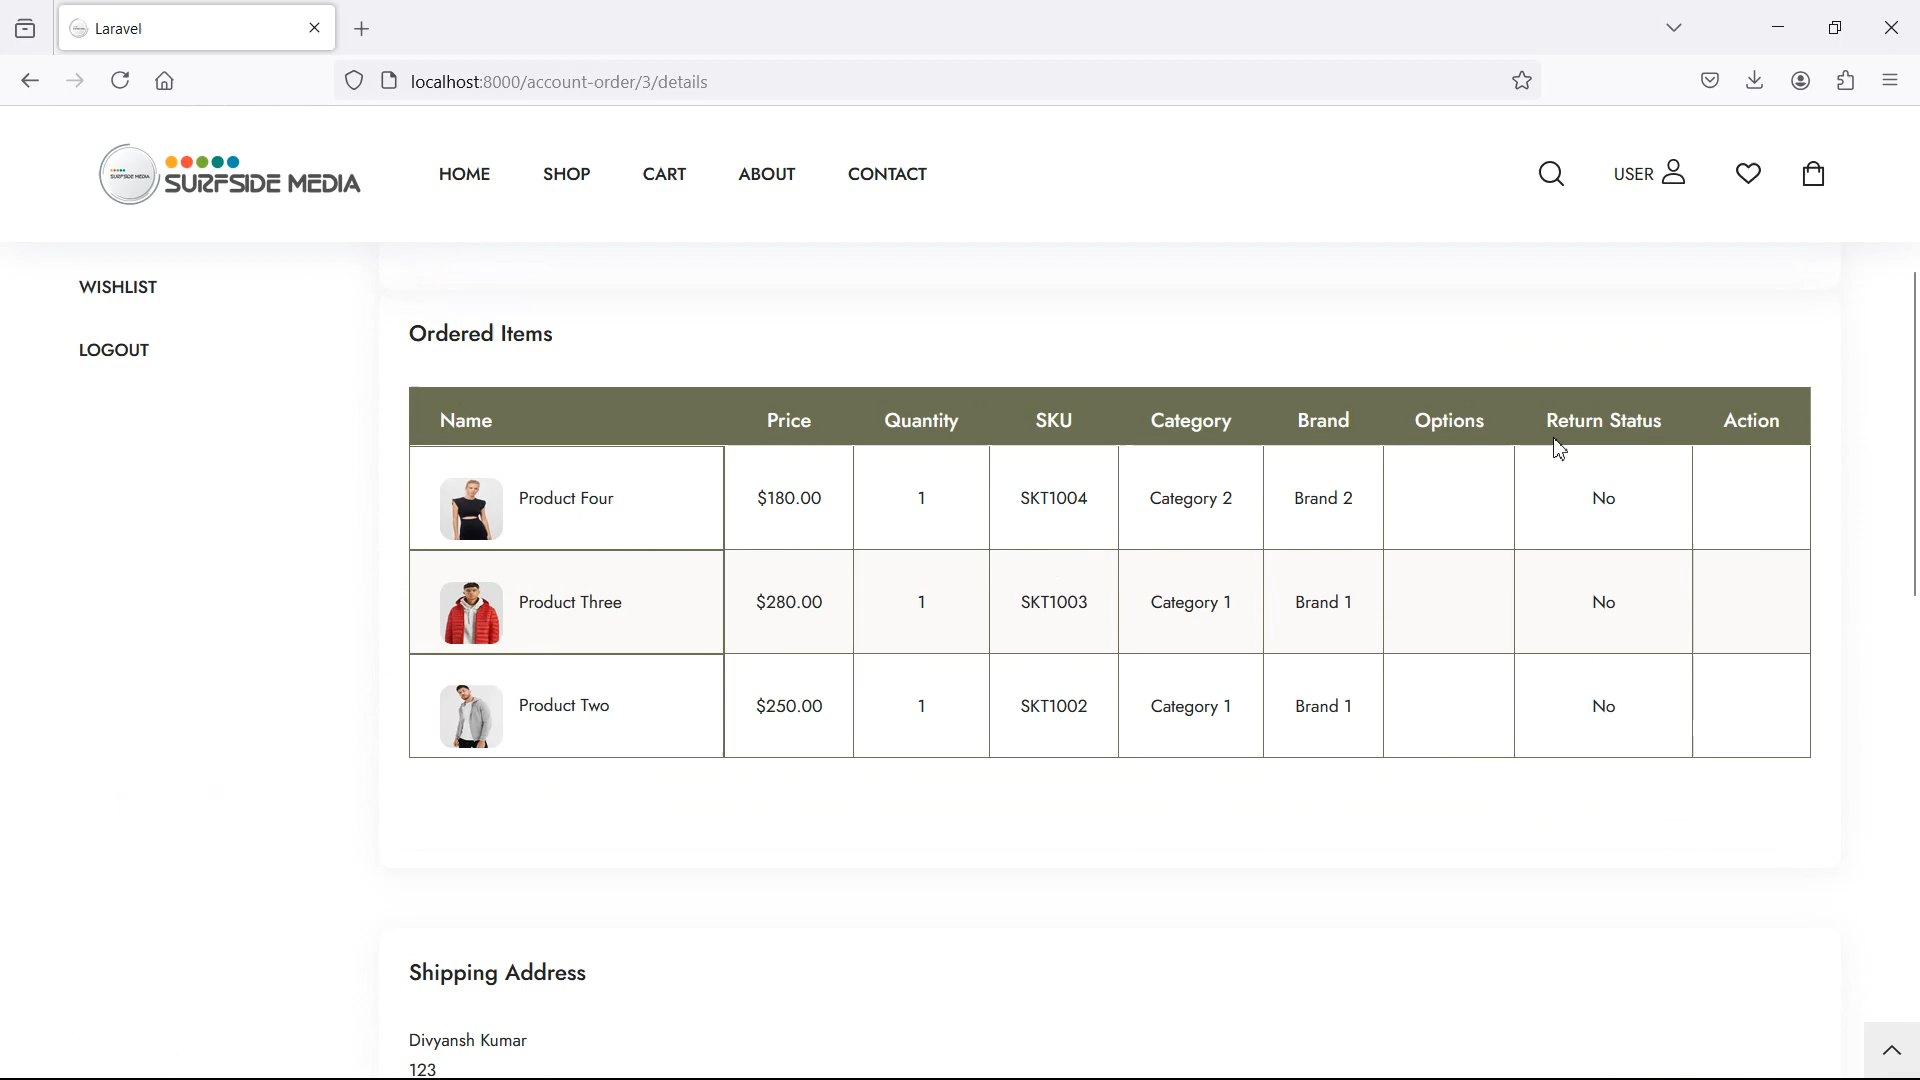 Laravel
localhost:8000/account-order/3/details
SURFSIDE MEDIA
SURFSIDE MEDIA
HOME
SHOP
CART
ABOUT
CONTACT
USER
WISHLIST
LOGOUT
Ordered Items
Name Price Quantity SKU Category Brand Options Return Status Action
Product Four $180.00 1 SKT1004 Category 2 Brand 2 No
Product Three $280.00 1 SKT1003 Category 1 Brand 1 No
Product Two $250.00 1 SKT1002 Category 1 Brand 1 No
Shipping Address
Divyansh Kumar
123